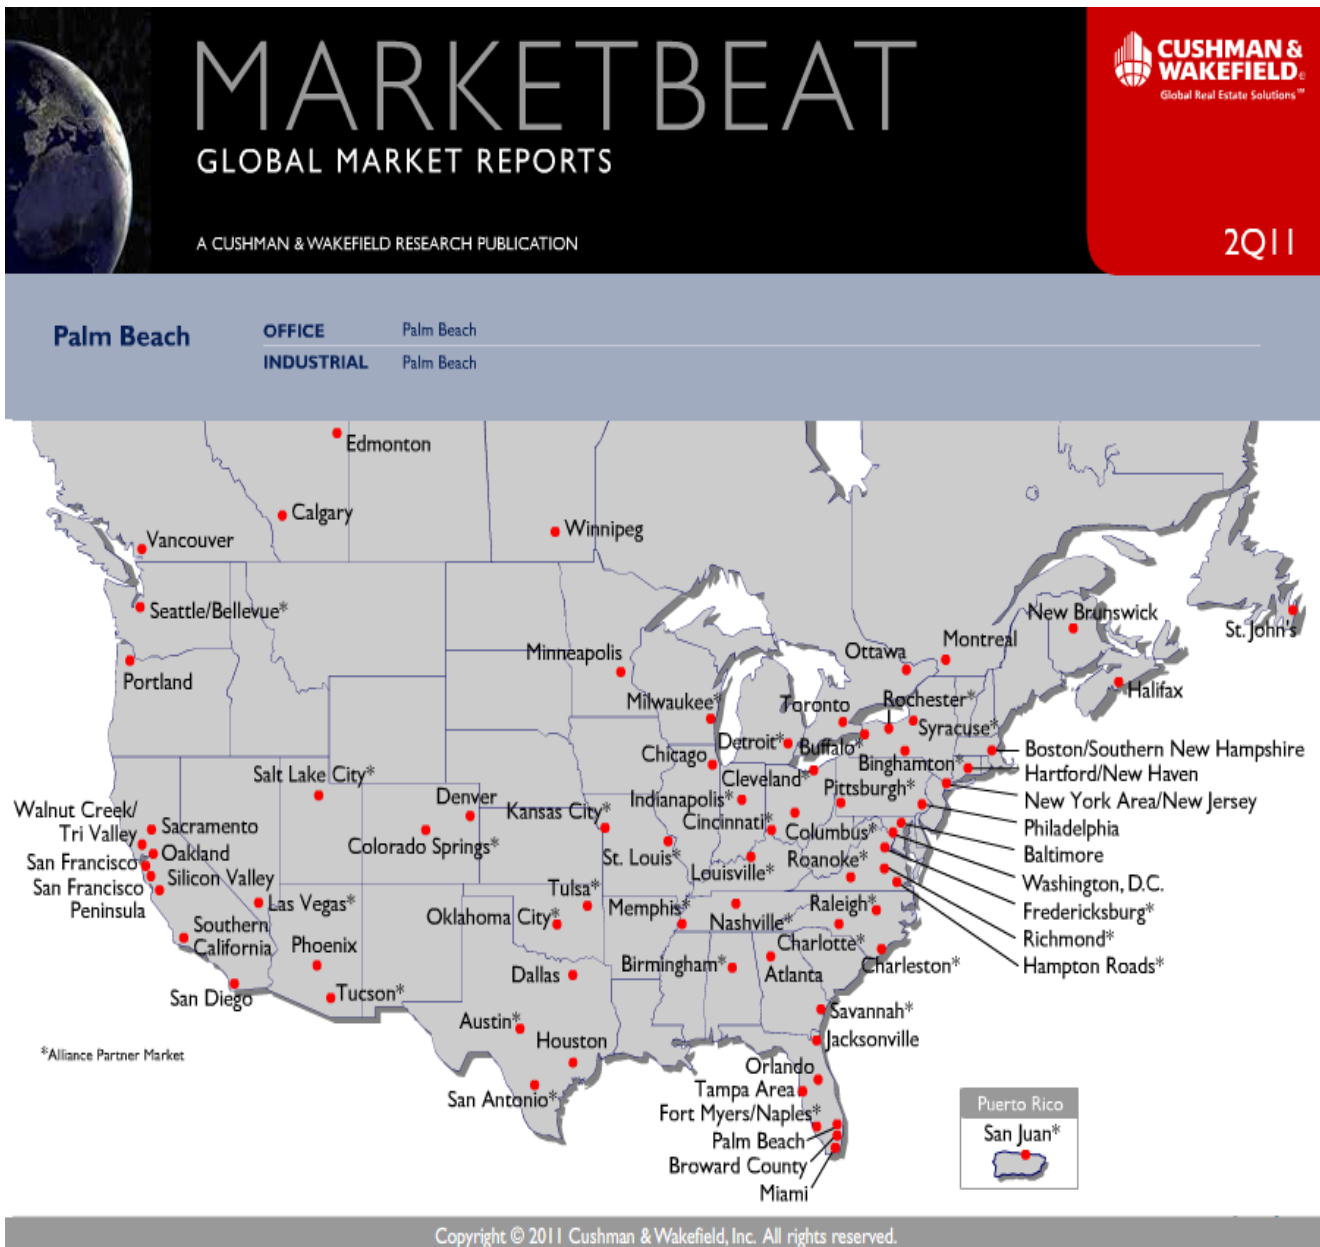 MARKETBEAT
GLOBAL MARKET REPORTS
A CUSHMAN & WAKEFIELD RESEARCH PUBLICATION
CUSHMAN &
WAKEFIELD®
Global Real Estate Solutions℠
2Q11
Palm Beach
OFFICE Palm Beach
INDUSTRIAL Palm Beach
Edmonton
Calgary
Winnipeg
Vancouver
Seattle/Bellevue*
Portland
New Brunswick
St. John's
Montreal
Ottawa
Halifax
Minneapolis
Milwaukee*
Toronto
Rochester*
Syracuse*
Detroit*
Buffalo*
Chicago
Binghamton*
Cleveland*
Pittsburgh*
Boston/Southern New Hampshire
Hartford/New Haven
New York Area/New Jersey
Philadelphia
Baltimore
Washington, D.C.
Fredericksburg*
Richmond*
Hampton Roads*
Salt Lake City*
Denver
Colorado Springs*
Kansas City*
Indianapolis*
Cincinnati*
Columbus*
St. Louis*
Louisville*
Roanoke*
Walnut Creek/
Tri Valley
Sacramento
Oakland
San Francisco
Silicon Valley
San Francisco
Peninsula
Las Vegas*
Southern
California
Phoenix
San Diego
Tucson*
Tulsa*
Oklahoma City*
Memphis*
Nashville*
Raleigh*
Charlotte*
Charleston*
Birmingham*
Atlanta
Dallas
Austin*
Houston
San Antonio*
Savannah*
Jacksonville
Orlando
Tampa Area
Fort Myers/Naples*
Palm Beach
Broward County
Miami
*Alliance Partner Market
Puerto Rico
San Juan*
Copyright © 2011 Cushman & Wakefield, Inc. All rights reserved.